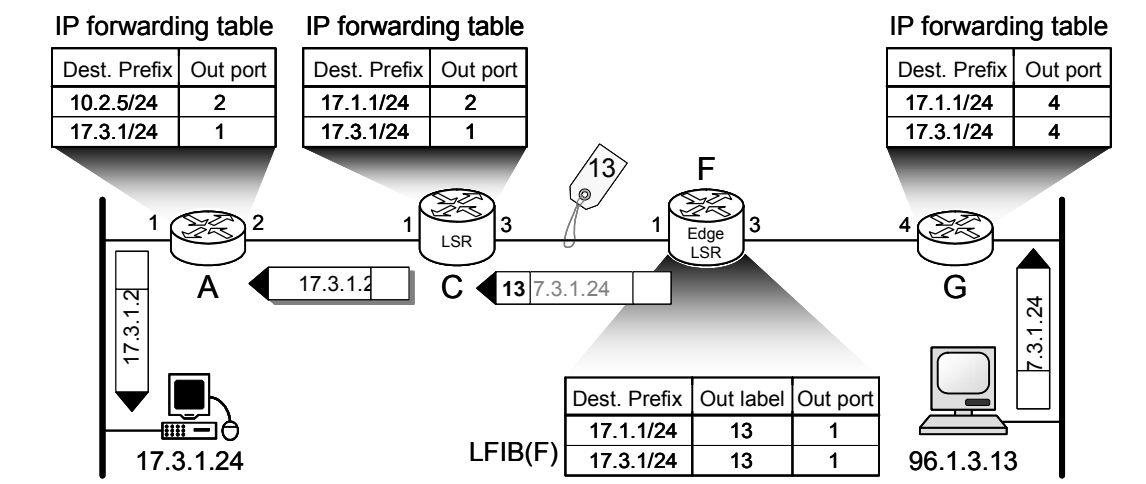 IP forwarding table
Dest. Prefix Out port
10.2.5/24 2
17.3.1/24 1
IP forwarding table
Dest. Prefix Out port
17.1.1/24 2
17.3.1/24 1
IP forwarding table
Dest. Prefix Out port
17.1.1/24 4
17.3.1/24 4
13
F
1 2 1 LSR 3 1 Edge LSR 3 4
A
17.3.1.2
C
13 7.3.1.24
G
17.3.1.2
7.3.1.24
17.3.1.24
LFIB(F)
Dest. Prefix Out label Out port
17.1.1/24 13 1
17.3.1/24 13 1
96.1.3.13